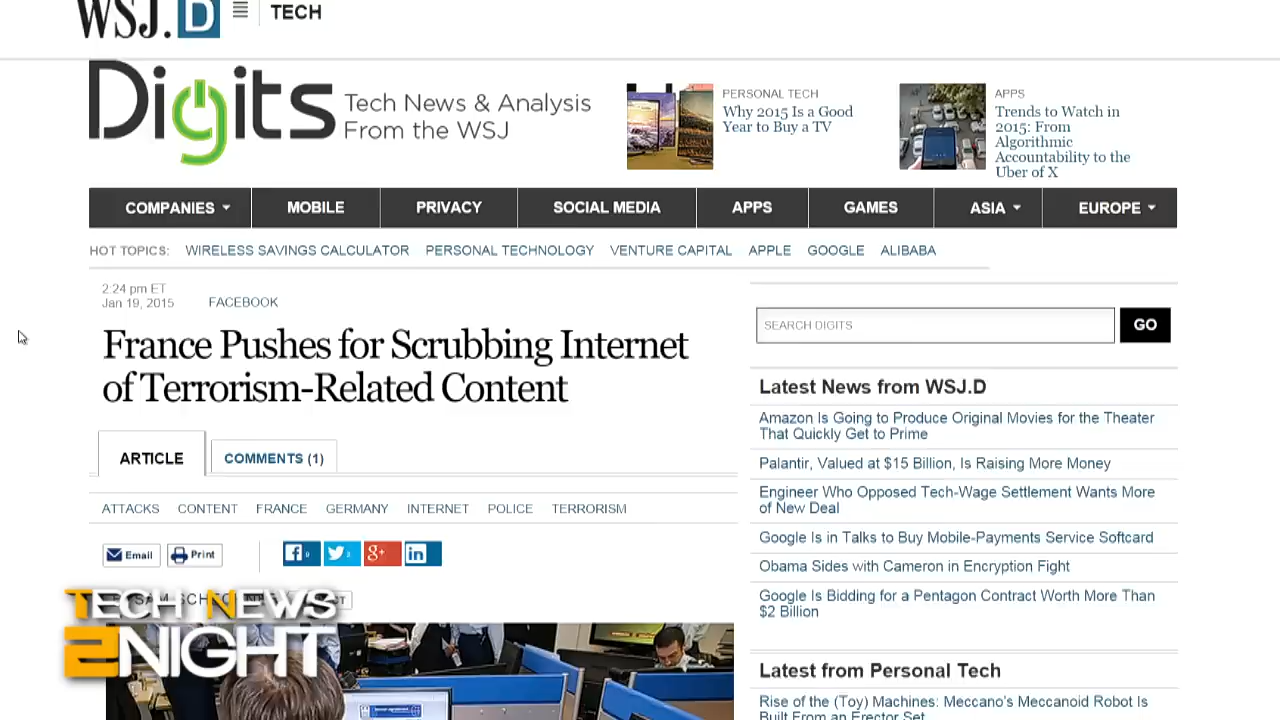 WSJ.D
TECH
Digits
Tech News & Analysis
From the WSJ
PERSONAL TECH
Why 2015 Is a Good
Year to Buy a TV
APPS
Trends to Watch in
2015: From
Algorithmic
Accountability to the
Uber of X
COMPANIES
MOBILE
PRIVACY
SOCIAL MEDIA
APPS
GAMES
ASIA
EUROPE
HOT TOPICS: WIRELESS SAVINGS CALCULATOR PERSONAL TECHNOLOGY VENTURE CAPITAL APPLE GOOGLE ALIBABA
2:24 pm ET
Jan 19, 2015
FACEBOOK
France Pushes for Scrubbing Internet
of Terrorism-Related Content
ARTICLE
COMMENTS (1)
ATTACKS CONTENT FRANCE GERMANY INTERNET POLICE TERRORISM
Email
Print
TECH NEWS
2NIGHT
SEARCH DIGITS
GO
Latest News from WSJ.D
Amazon Is Going to Produce Original Movies for the Theater
That Quickly Get to Prime
Palantir, Valued at $15 Billion, Is Raising More Money
Engineer Who Opposed Tech-Wage Settlement Wants More
of New Deal
Google Is in Talks to Buy Mobile-Payments Service Softcard
Obama Sides with Cameron in Encryption Fight
Google Is Bidding for a Pentagon Contract Worth More Than
$2 Billion
Latest from Personal Tech
Rise of the (Toy) Machines: Meccano's Meccanoid Robot Is
Built From an Erector Set